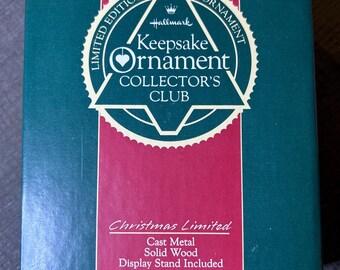 LIMITED EDITION ORNAMENT
Hallmark
Keepsake
Ornament
COLLECTOR'S
CLUB
Christmas Limited
Cast Metal
Solid Wood
Display Stand Included